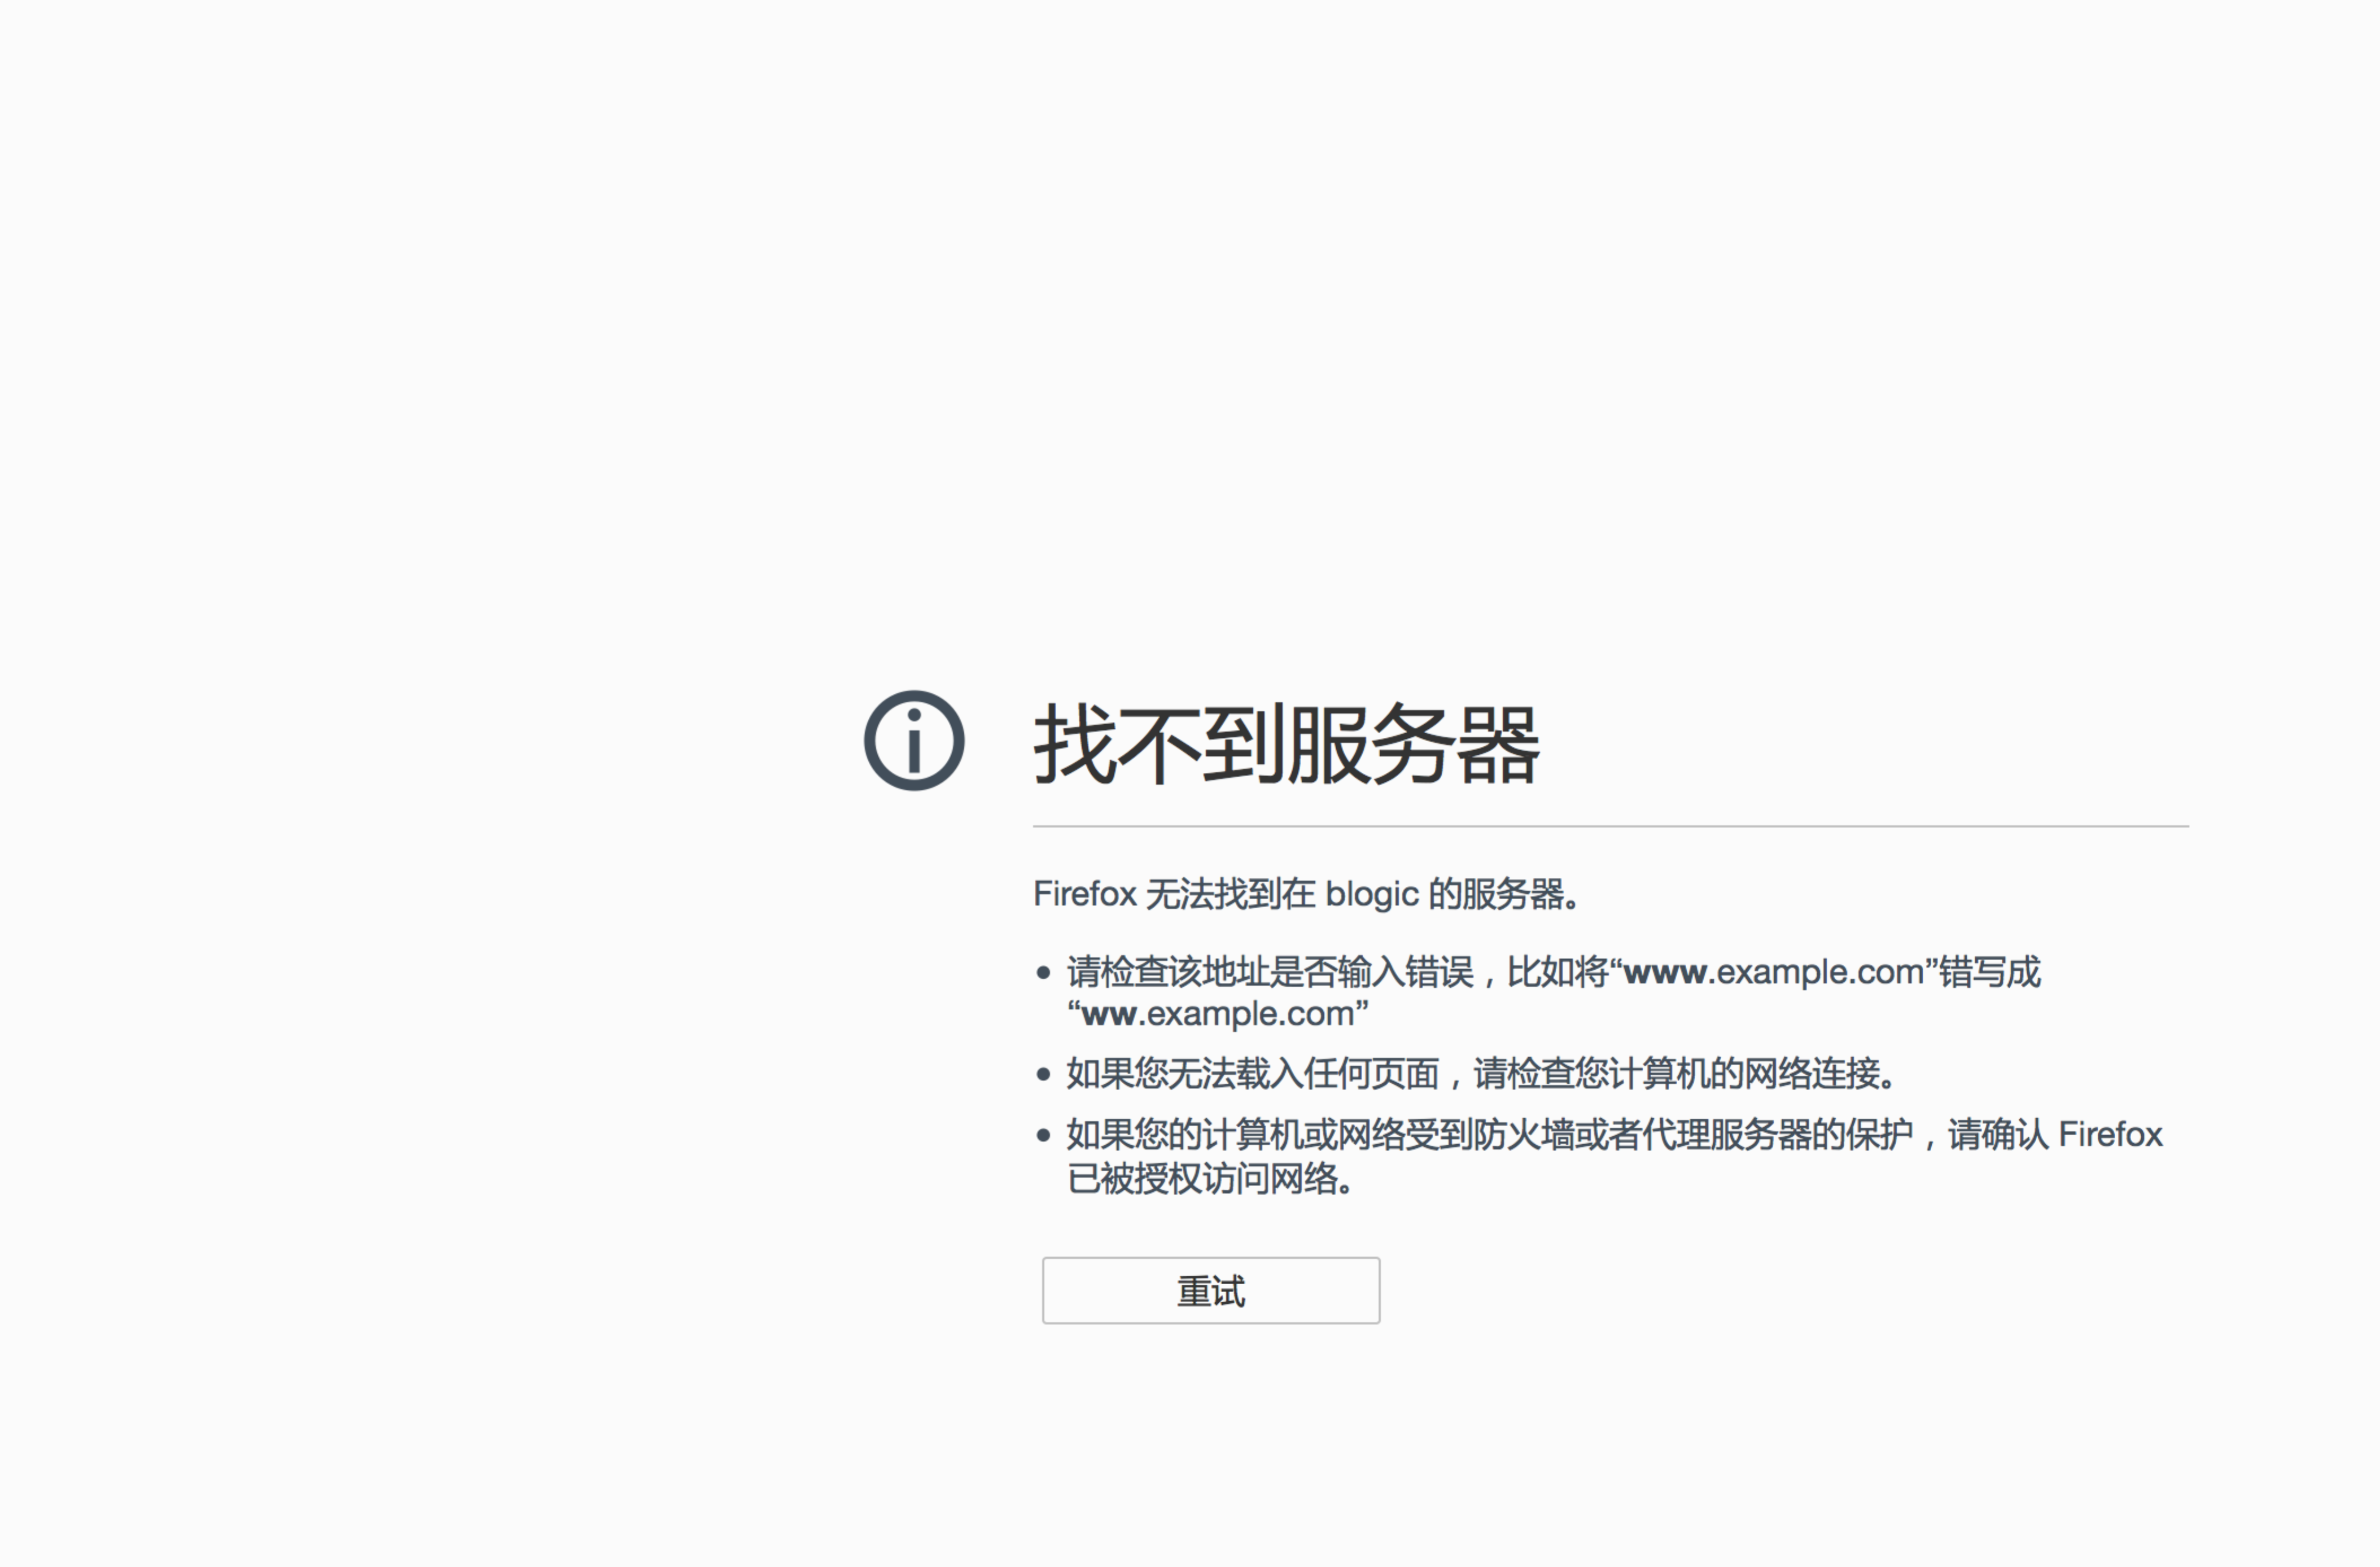 找不到服务器
Firefox 无法找到在 blogic 的服务器。
请检查该地址是否输入错误，比如将“www.example.com”错写成
“ww.example.com”
如果您无法载入任何页面，请检查您计算机的网络连接。
如果您的计算机或网络受到防火墙或者代理服务器的保护，请确认 Firefox
已被授权访问网络。
重试